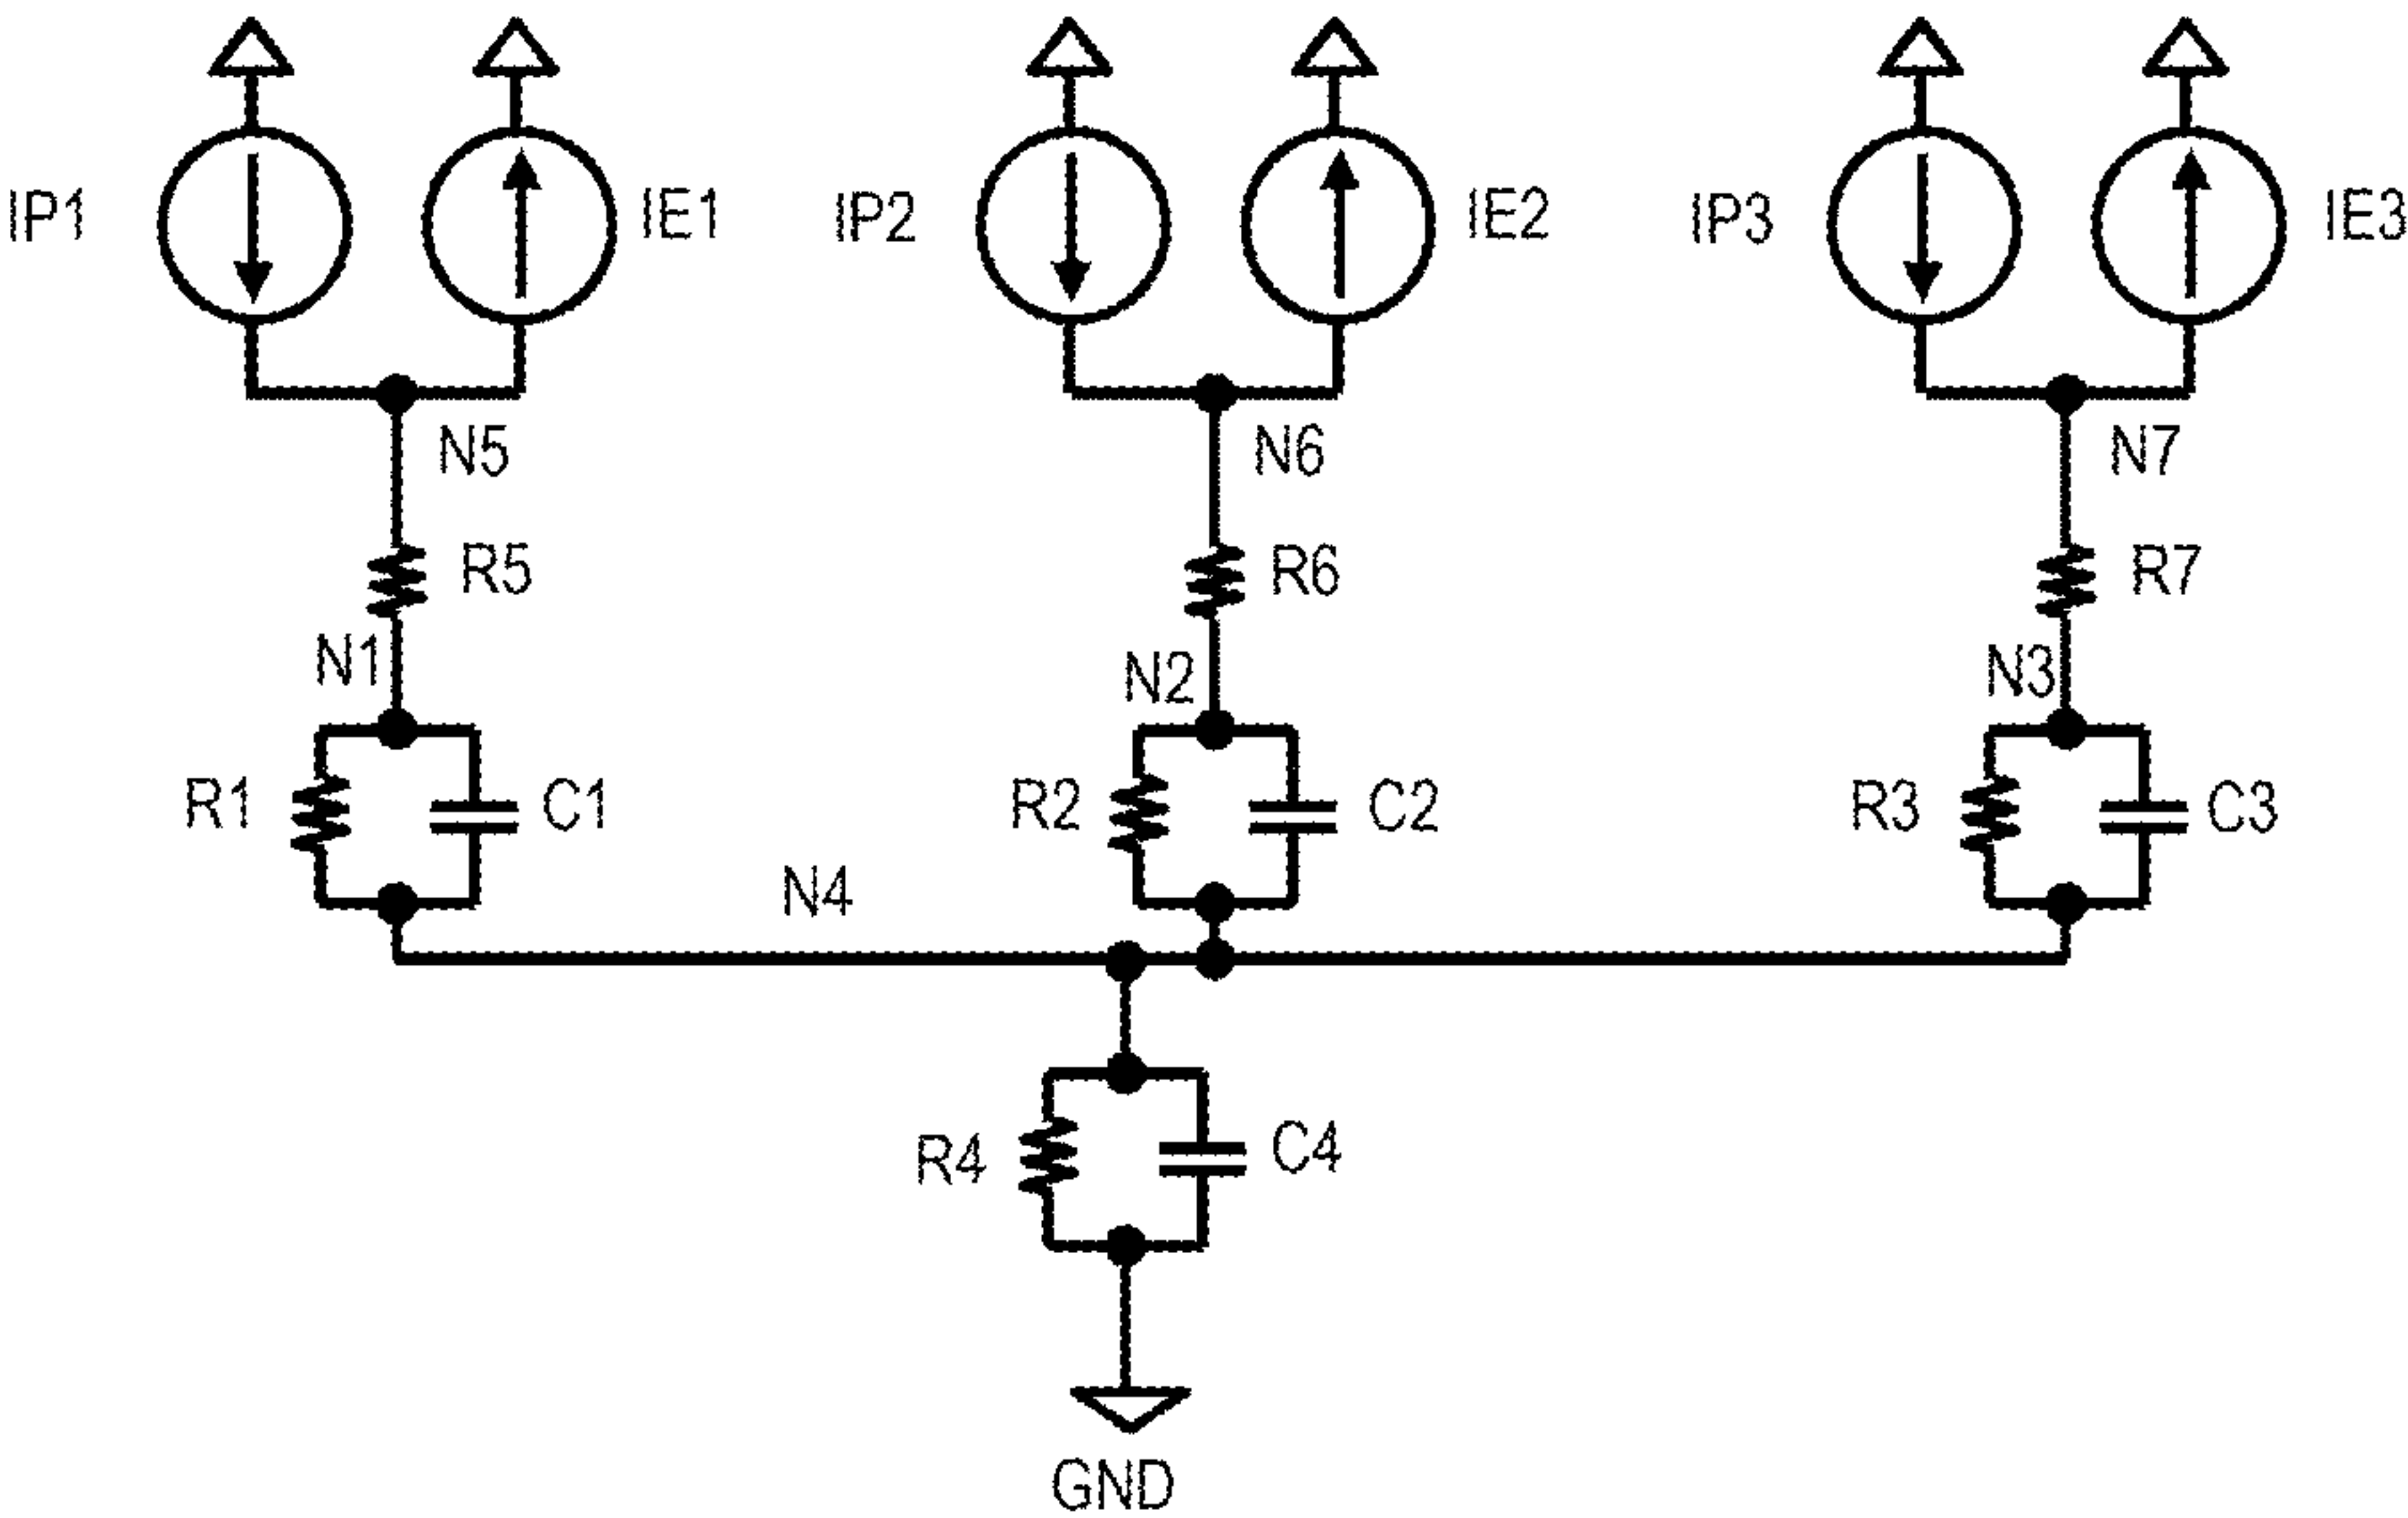 IP1 IE1 IP2 IE2 IP3 IE3
N5 N6 N7
R5 R6 R7
N1 N2 N3
R1 C1 R2 C2 R3 C3
N4
R4 C4
GND